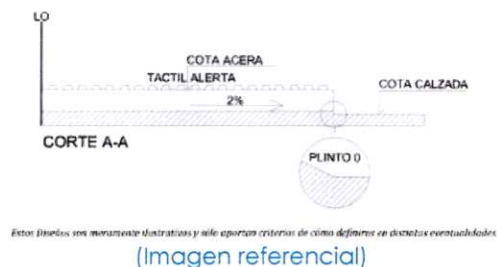 LO
COTA ACERA
TACTIL ALERTA
COTA CALZADA
2%
CORTE A-A
PLINTO 0
Estos Diseños son meramente ilustrativos y sólo aportan criterios de cómo definirse en distintas eventualidades.
(Imagen referencial)